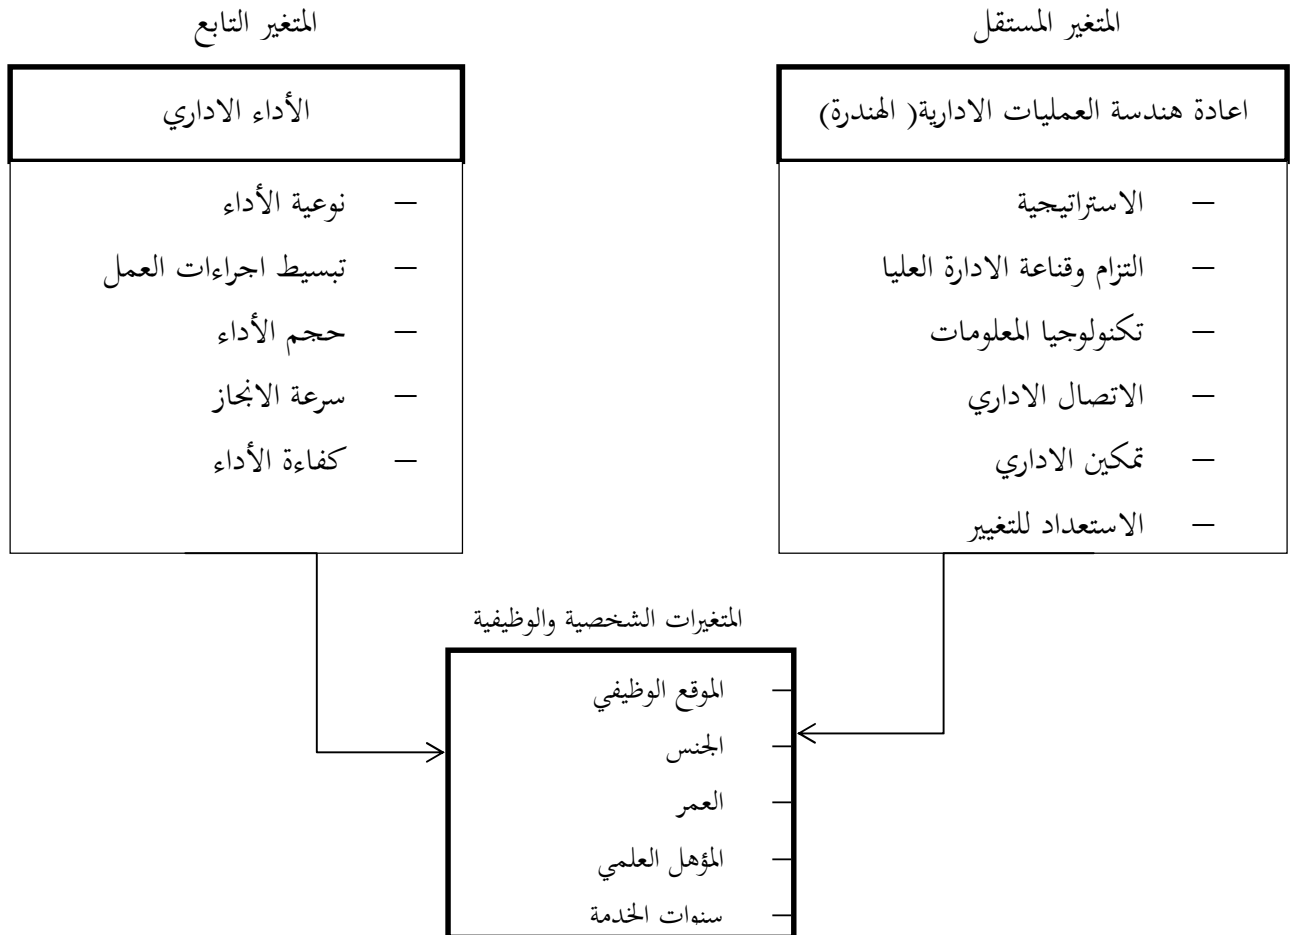 المتغير المستقل
اعادة هندسة العمليات الادارية( الهندرة)
– الاستراتيجية
– التزام وقناعة الادارة العليا
– تكنولوجيا المعلومات
– الاتصال الاداري
– تمكين الاداري
– الاستعداد للتغيير
المتغير التابع
الأداء الاداري
– نوعية الأداء
– تبسيط اجراءات العمل
– حجم الأداء
– سرعة الانجاز
– كفاءة الأداء
المتغيرات الشخصية والوظيفية
– الموقع الوظيفي
– الجنس
– العمر
– المؤهل العلمي
– سنوات الخدمة